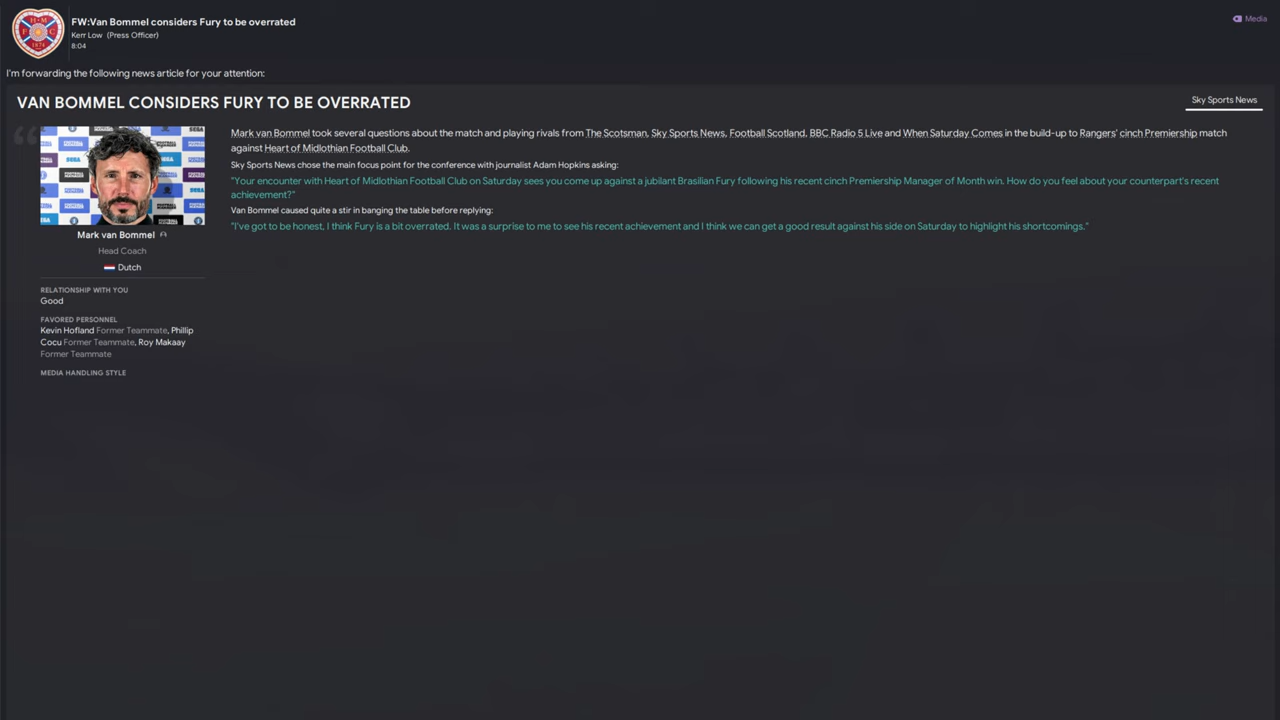 FW:Van Bommel considers Fury to be overrated
Kerr Low (Press Officer)
8:04
Media
I'm forwarding the following news article for your attention:
VAN BOMMEL CONSIDERS FURY TO BE OVERRATED
Sky Sports News
Mark van Bommel took several questions about the match and playing rivals from The Scotsman, Sky Sports News, Football Scotland, BBC Radio 5 Live and When Saturday Comes in the build-up to Rangers' cinch Premiership match
against Heart of Midlothian Football Club.
Sky Sports News chose the main focus point for the conference with journalist Adam Hopkins asking:
"Your encounter with Heart of Midlothian Football Club on Saturday sees you come up against a jubilant Brasilian Fury following his recent cinch Premiership Manager of Month win. How do you feel about your counterpart's recent
achievement?"
Van Bommel caused quite a stir in banging the table before replying:
"I've got to be honest, I think Fury is a bit overrated. It was a surprise to me to see his recent achievement and I think we can get a good result against his side on Saturday to highlight his shortcomings."
Mark van Bommel
Head Coach
Dutch
RELATIONSHIP WITH YOU
Good
FAVORED PERSONNEL
Kevin Hofland Former Teammate, Phillip
Cocu Former Teammate, Roy Makaay
Former Teammate
MEDIA HANDLING STYLE